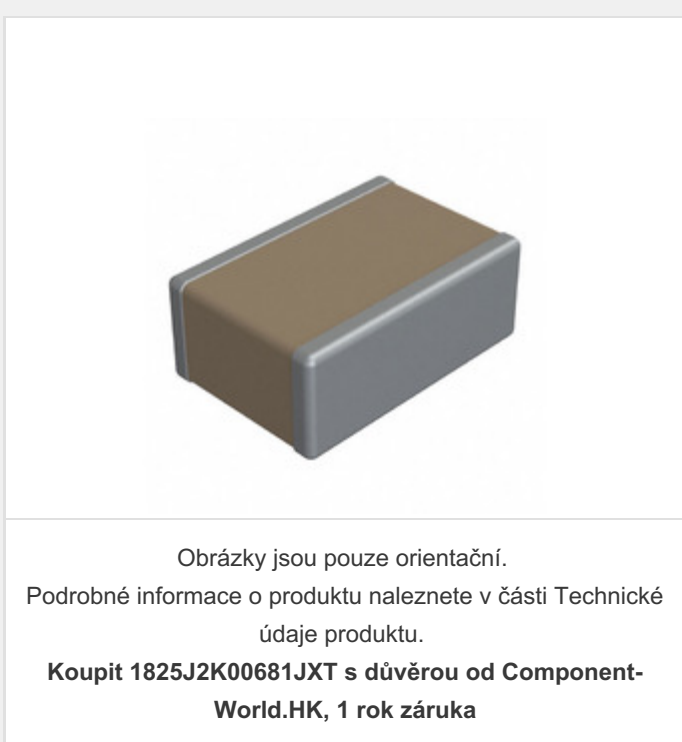 Obrázky jsou pouze orientační.
Podrobné informace o produktu naleznete v části Technické
údaje produktu.
Koupit 1825J2K00681JXT s důvěrou od Component-
World.HK, 1 rok záruka